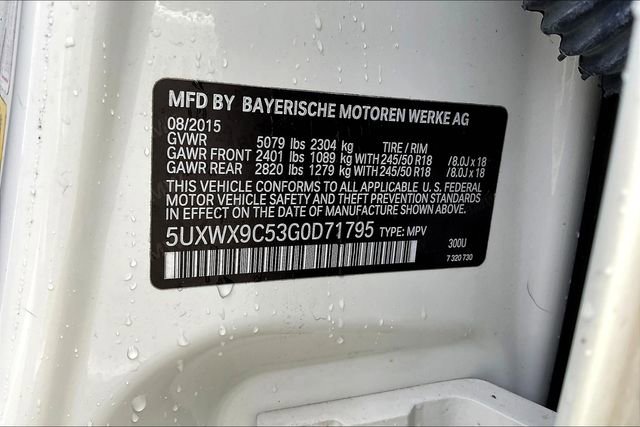 MFD BY BAYERISCHE MOTOREN WERKE AG
08/2015
GVWR 5079 lbs 2304 kg TIRE / RIM
GAWR FRONT 2401 lbs 1089 kg WITH 245/50 R18 /8.0J x 18
GAWR REAR 2820 lbs 1279 kg WITH 245/50 R18 /8.0J x 18
THIS VEHICLE CONFORMS TO ALL APPLICABLE U.S. FEDERAL
MOTOR VEHICLE SAFETY AND THEFT PREVENTION STANDARDS
IN EFFECT ON THE DATE OF MANUFACTURE SHOWN ABOVE.
5UXWX9C53G0D71795 TYPE: MPV
300U
7 320 730